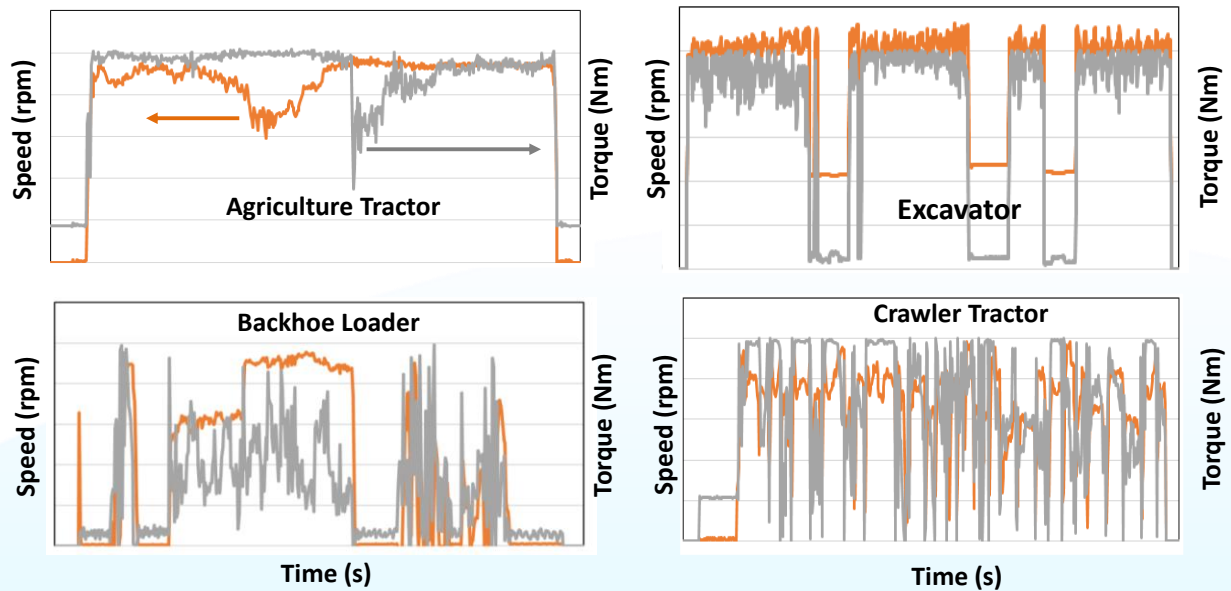 Speed (rpm)
Agriculture Tractor
Torque (Nm)
Speed (rpm)
Excavator
Torque (Nm)
Backhoe Loader
Speed (rpm)
Torque (Nm)
Time (s)
Crawler Tractor
Speed (rpm)
Torque (Nm)
Time (s)